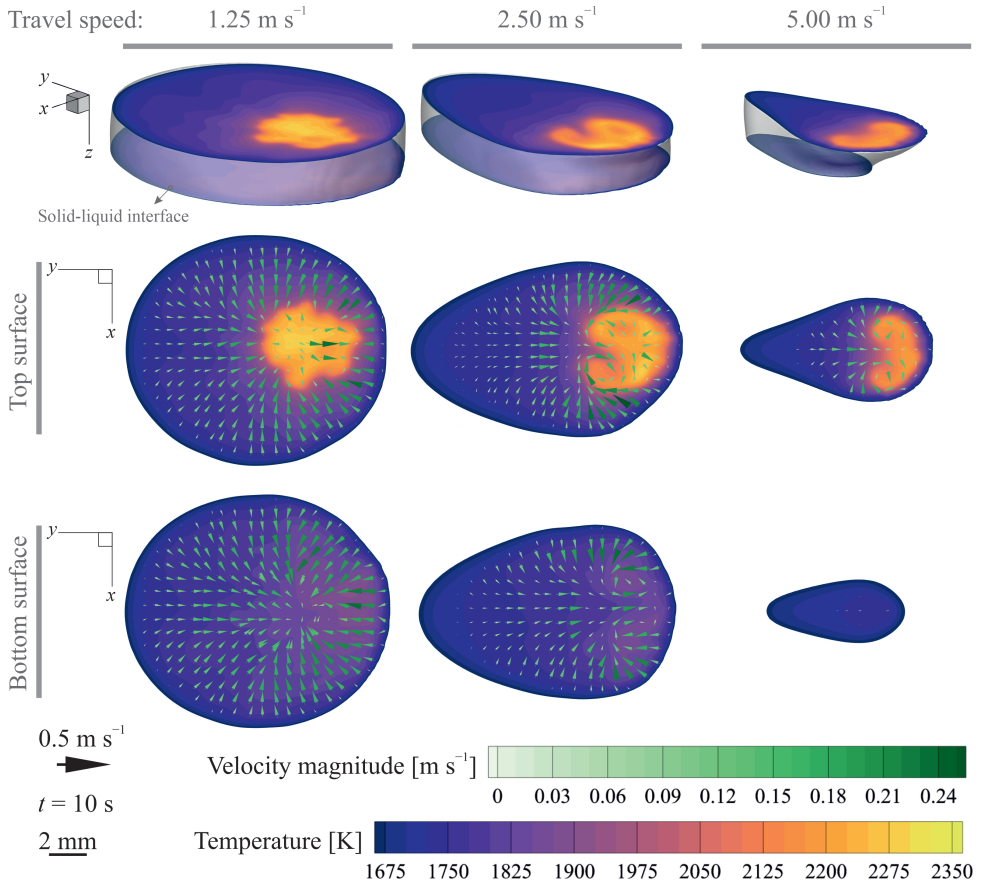 Travel speed: 1.25 m s⁻¹ 2.50 m s⁻¹ 5.00 m s⁻¹
y
x
z
Solid-liquid interface
Top surface
y
x
Bottom surface
y
x
0.5 m s⁻¹
t = 10 s
2 mm
Velocity magnitude [m s⁻¹]
0 0.03 0.06 0.09 0.12 0.15 0.18 0.21 0.24
Temperature [K]
1675 1750 1825 1900 1975 2050 2125 2200 2275 2350